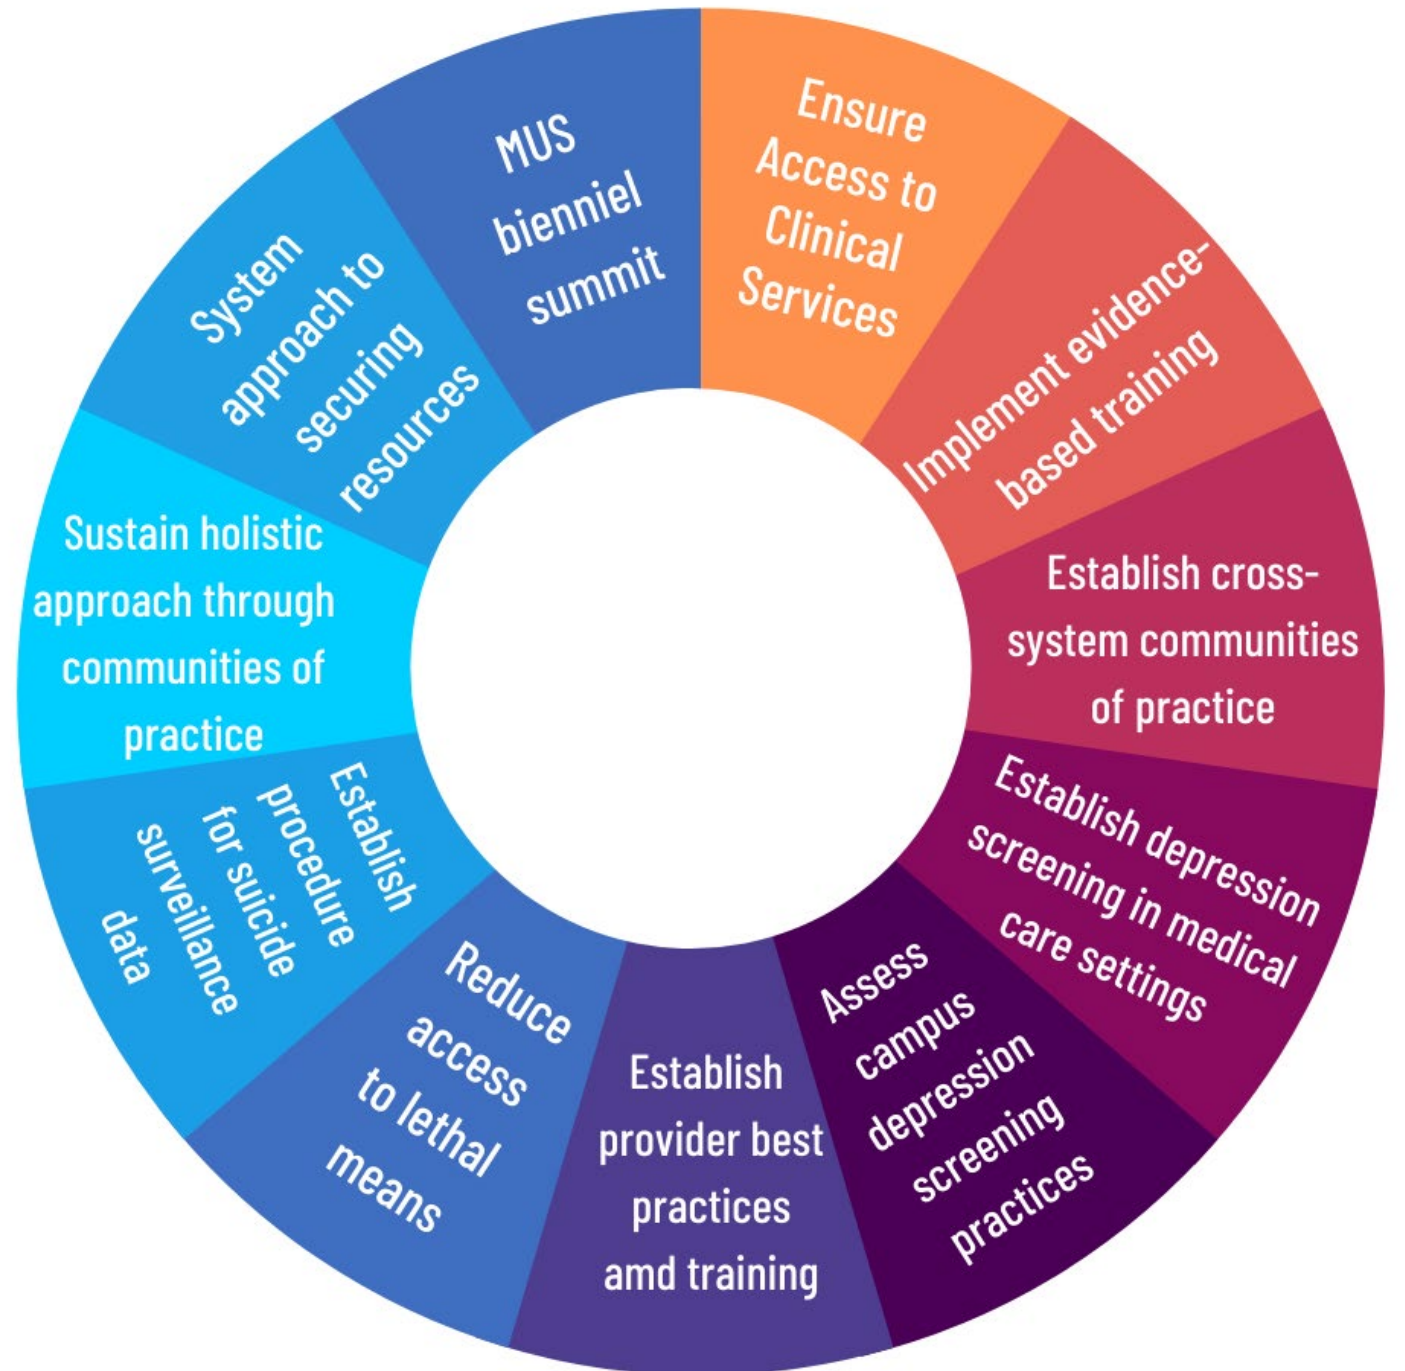 Ensure
Access to
Clinical
Services
Implement evidence-
based training
Establish cross-
system communities
of practice
Establish depression
screening in medical
care settings
Assess
campus
depression
screening
practices
Establish
provider best
practices
amd training
Reduce
access
to lethal
means
Establish
procedure
for suicide
surveillance
data
Sustain holistic
approach through
communities of
practice
System
approach to
securing
resources
MUS
bienniel
summit